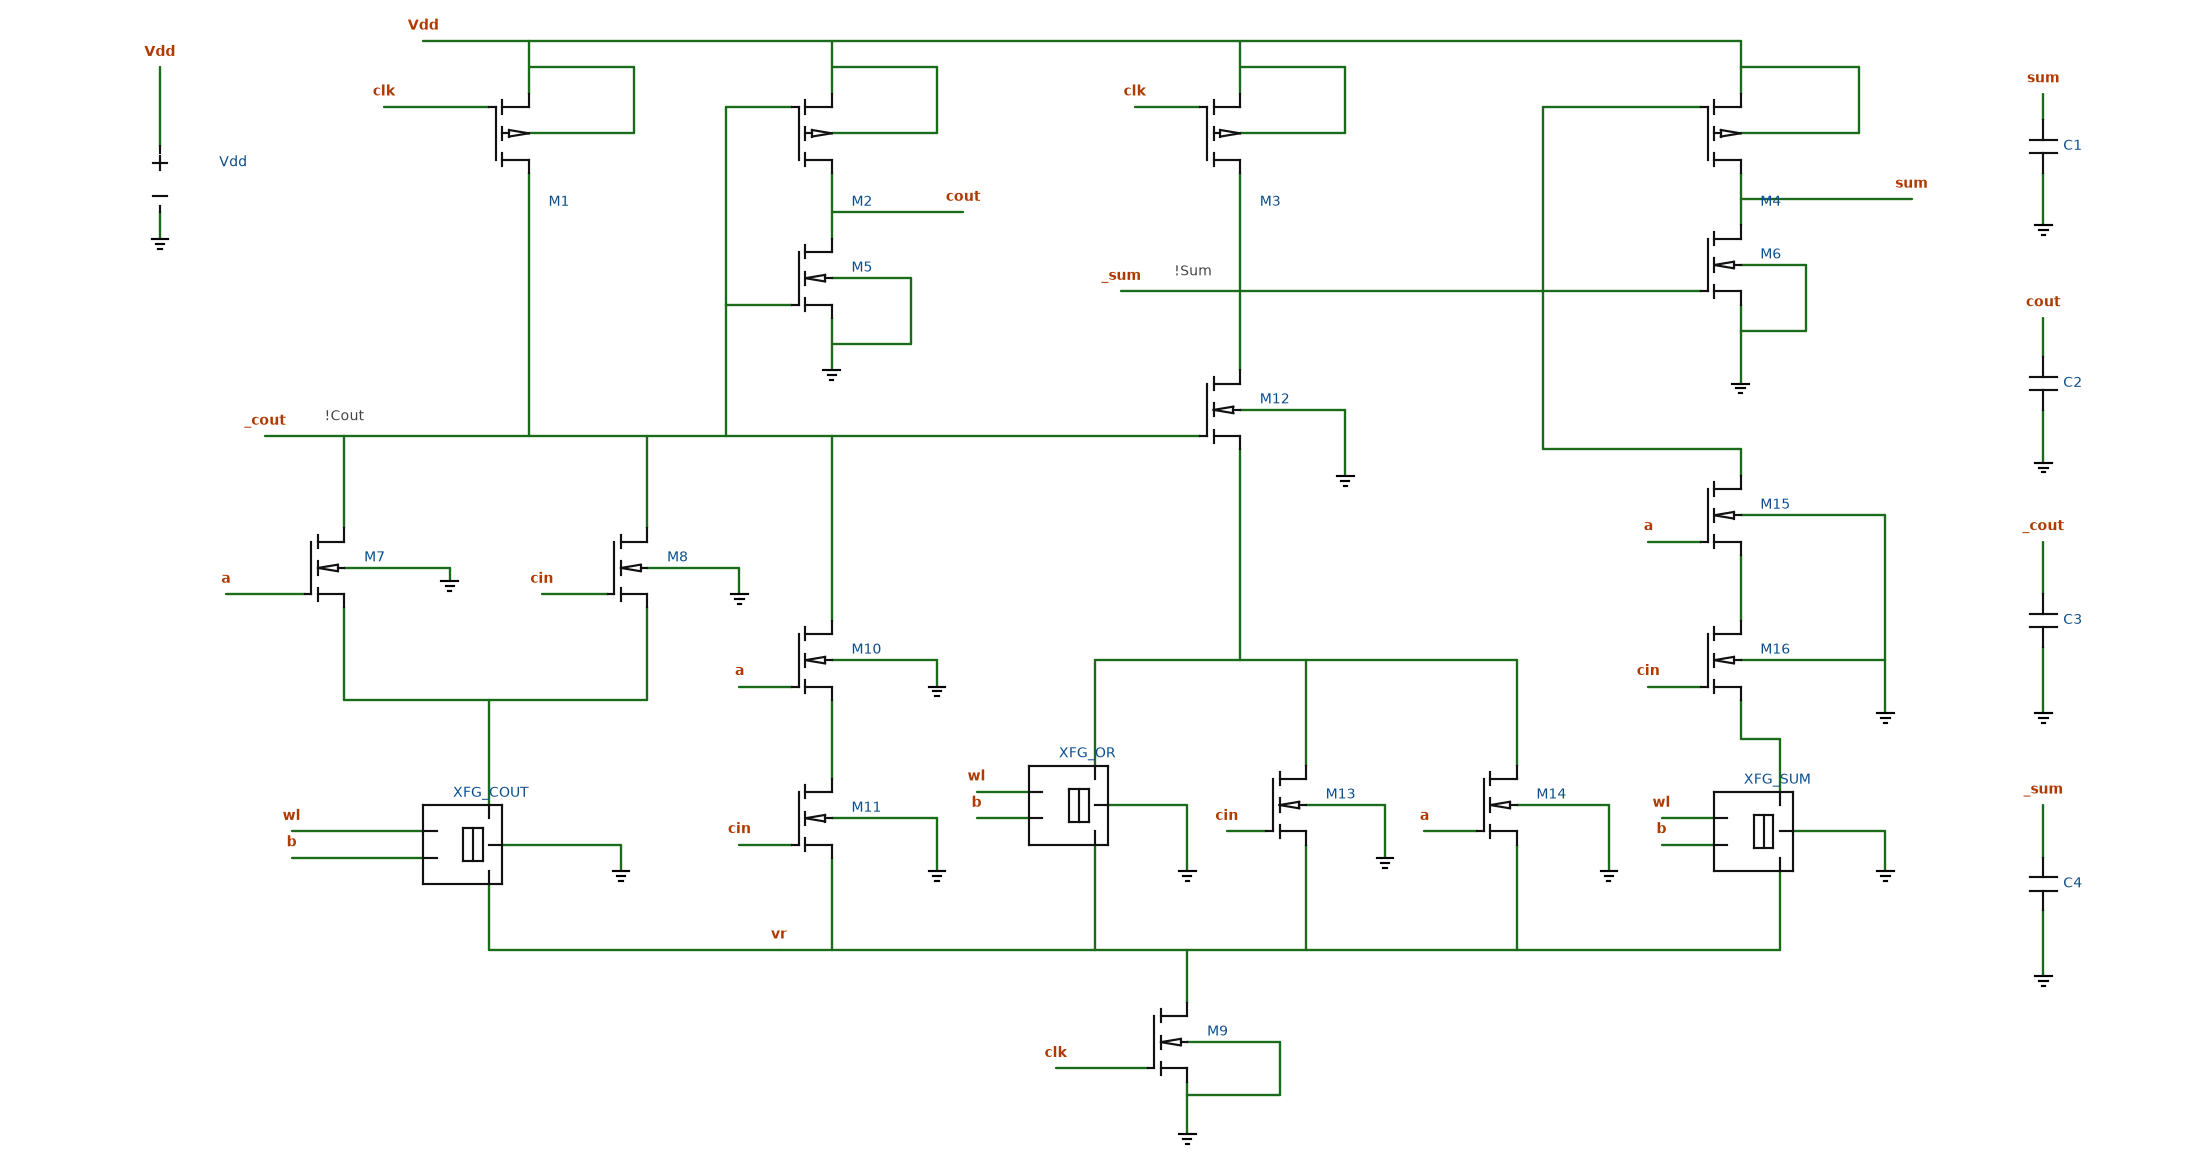 Vdd
Vdd
sum
clk
clk
C1
Vdd
sum
cout
M1
M2
M3
M4
M6
M5
_sum
!Sum
cout
C2
M12
_cout
!Cout
M15
a
_cout
M7
M8
a
cin
C3
M10
M16
a
cin
XFG_OR
wl
XFG_SUM
_sum
XFG_COUT
b
M13
M14
wl
wl
M11
cin
a
b
b
cin
C4
vr
M9
clk